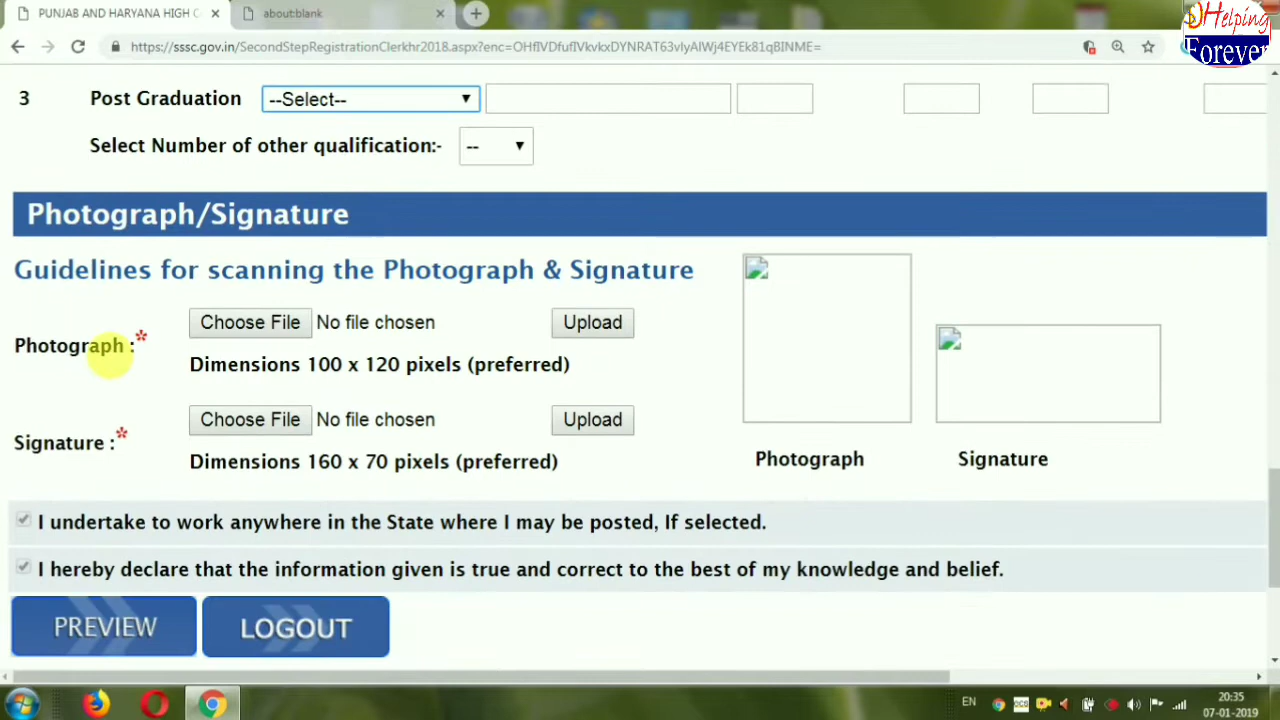 PUNJAB AND HARYANA HIGH C
about:blank
https://sssc.gov.in/SecondStepRegistrationClerkhr2018.aspx?enc=OHflVDfuflVkvkxDYNRAT63vIyAlWj4EYEk81qBINME=
Helping
Forever
3 Post Graduation --Select--
Select Number of other qualification:- --
Photograph/Signature
Guidelines for scanning the Photograph & Signature
Photograph :* Choose File No file chosen Upload
Dimensions 100 x 120 pixels (preferred)
Signature :* Choose File No file chosen Upload
Dimensions 160 x 70 pixels (preferred)
Photograph Signature
I undertake to work anywhere in the State where I may be posted, If selected.
I hereby declare that the information given is true and correct to the best of my knowledge and belief.
PREVIEW LOGOUT
EN
20:35
07-01-2019